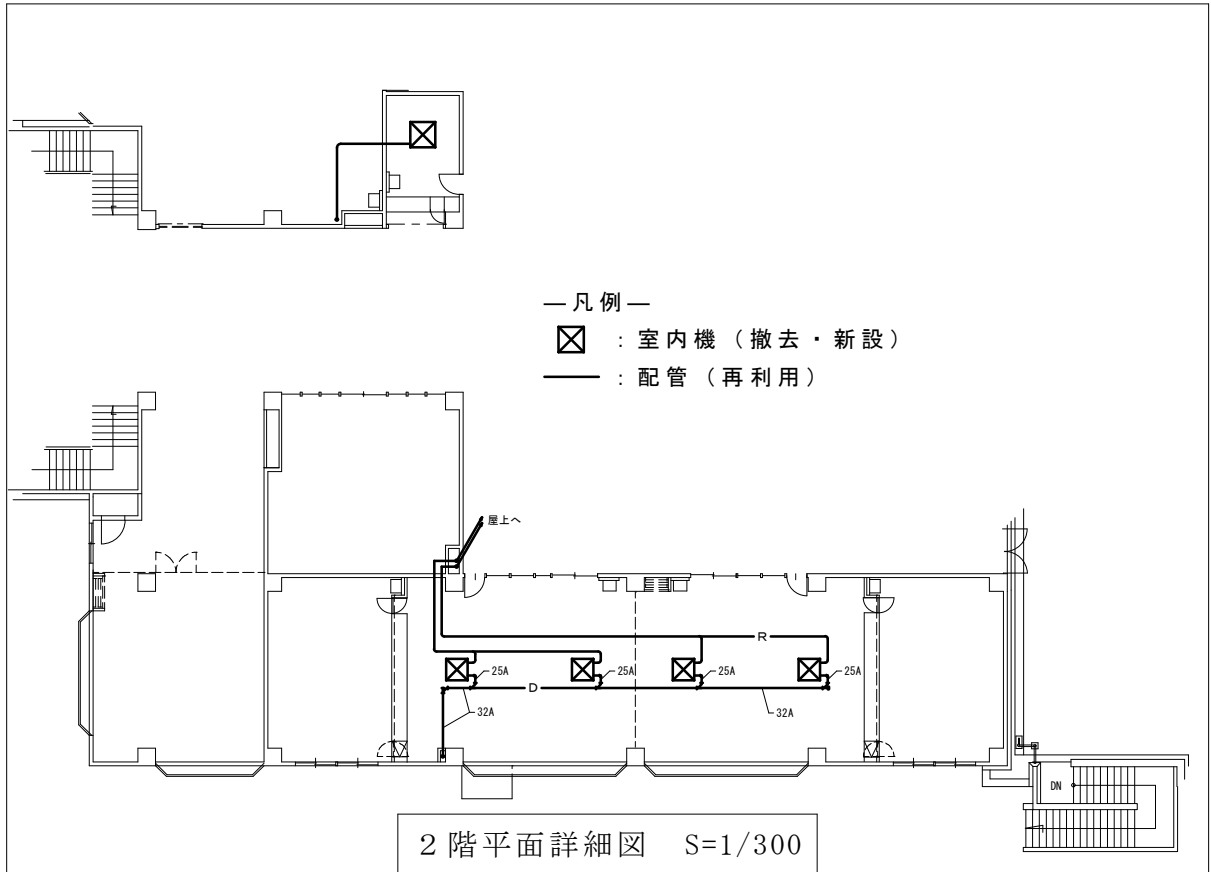 ―凡例―
：室内機（撤去・新設）
：配管（再利用）
屋上へ
R
25A
25A
25A
25A
D
32A
32A
DN
２階平面詳細図　S=1/300